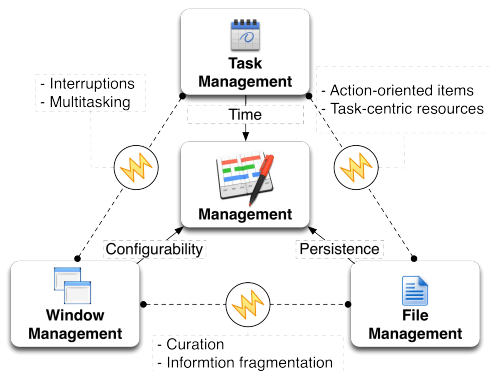 Task
Management
- Interruptions
- Multitasking
- Action-oriented items
- Task-centric resources
Time
Management
Configurability
Persistence
Window
Management
File
Management
- Curation
- Informtion fragmentation